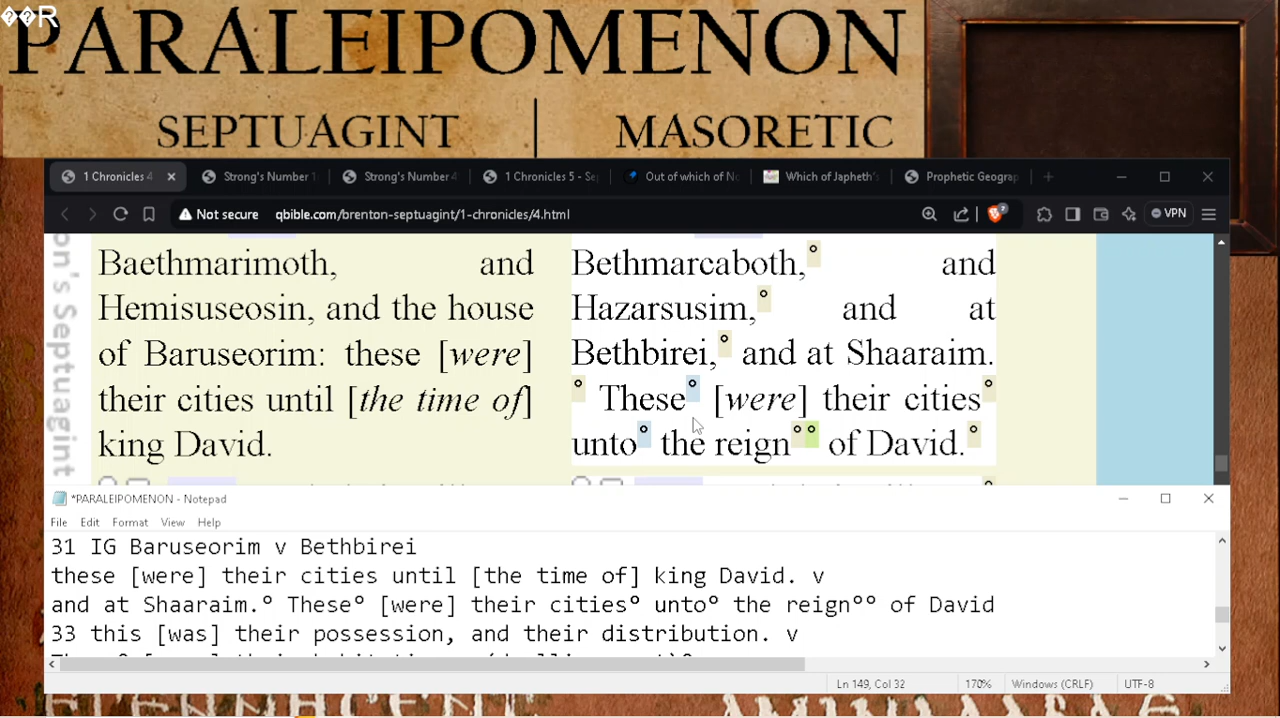 PARALEIPOMENON
SEPTUAGINT | MASORETIC
1 Chronicles 4
Strong's Number 1
Strong's Number 4
1 Chronicles 5 - Se
Out of which of No
Which of Japheth's
Prophetic Geograp
Not secure qbible.com/brenton-septuagint/1-chronicles/4.html
VPN
on's Septuagint
Baethmarimoth, and
Hemisuseosin, and the house
of Baruseorim: these [were]
their cities until [the time of]
king David.
Bethmarcaboth,° and
Hazarsusim,° and at
Bethbirei,° and at Shaaraim.
° These° [were] their cities°
unto° the reign°° of David.°
*PARALEIPOMENON - Notepad
File Edit Format View Help
31 IG Baruseorim v Bethbirei
these [were] their cities until [the time of] king David. v
and at Shaaraim.° These° [were] their cities° unto° the reign°° of David
33 this [was] their possession, and their distribution. v
Ln 149, Col 32
170%
Windows (CRLF)
UTF-8